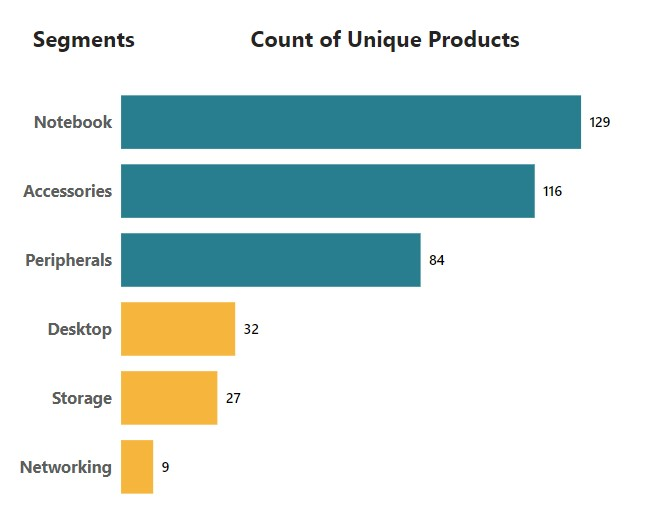 Segments Count of Unique Products
Notebook 129
Accessories 116
Peripherals 84
Desktop 32
Storage 27
Networking 9